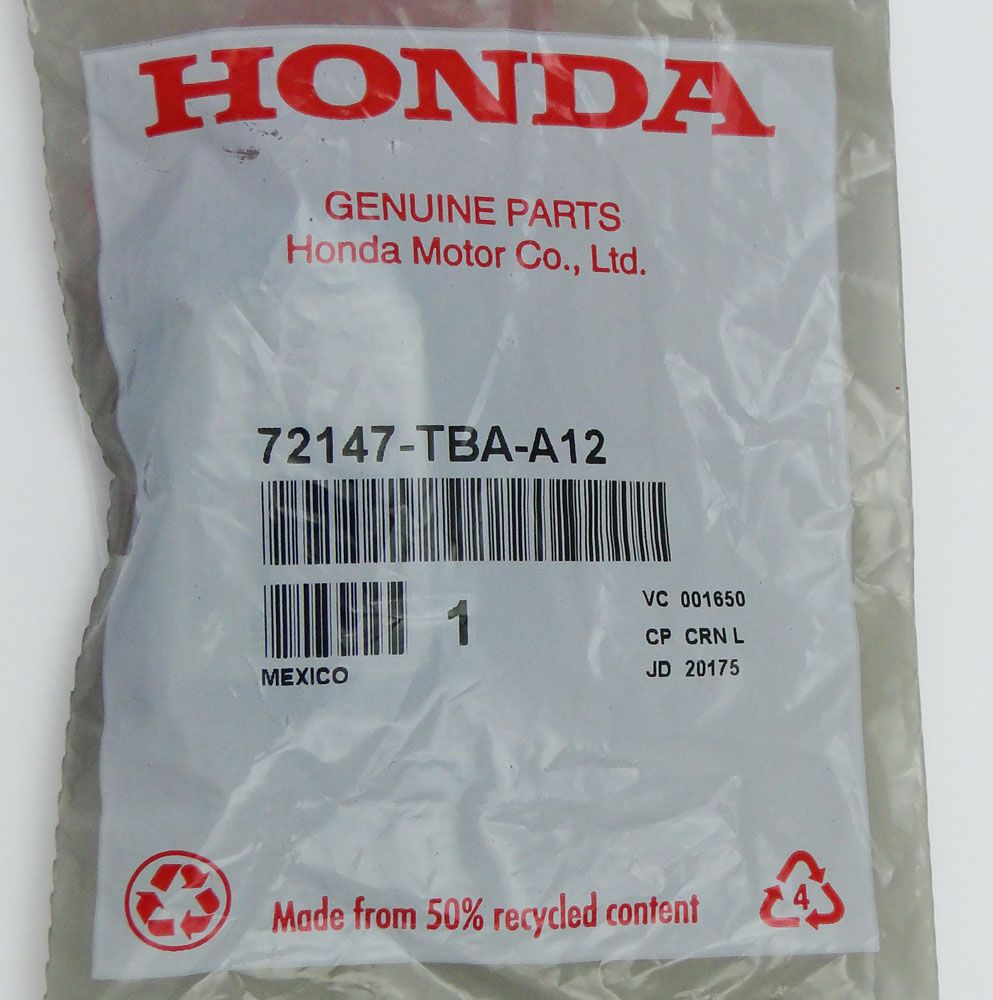 HONDA
GENUINE PARTS
Honda Motor Co., Ltd.
72147-TBA-A12
1
VC 001650
CP CRN L
JD 20175
MEXICO
Made from 50% recycled content
4